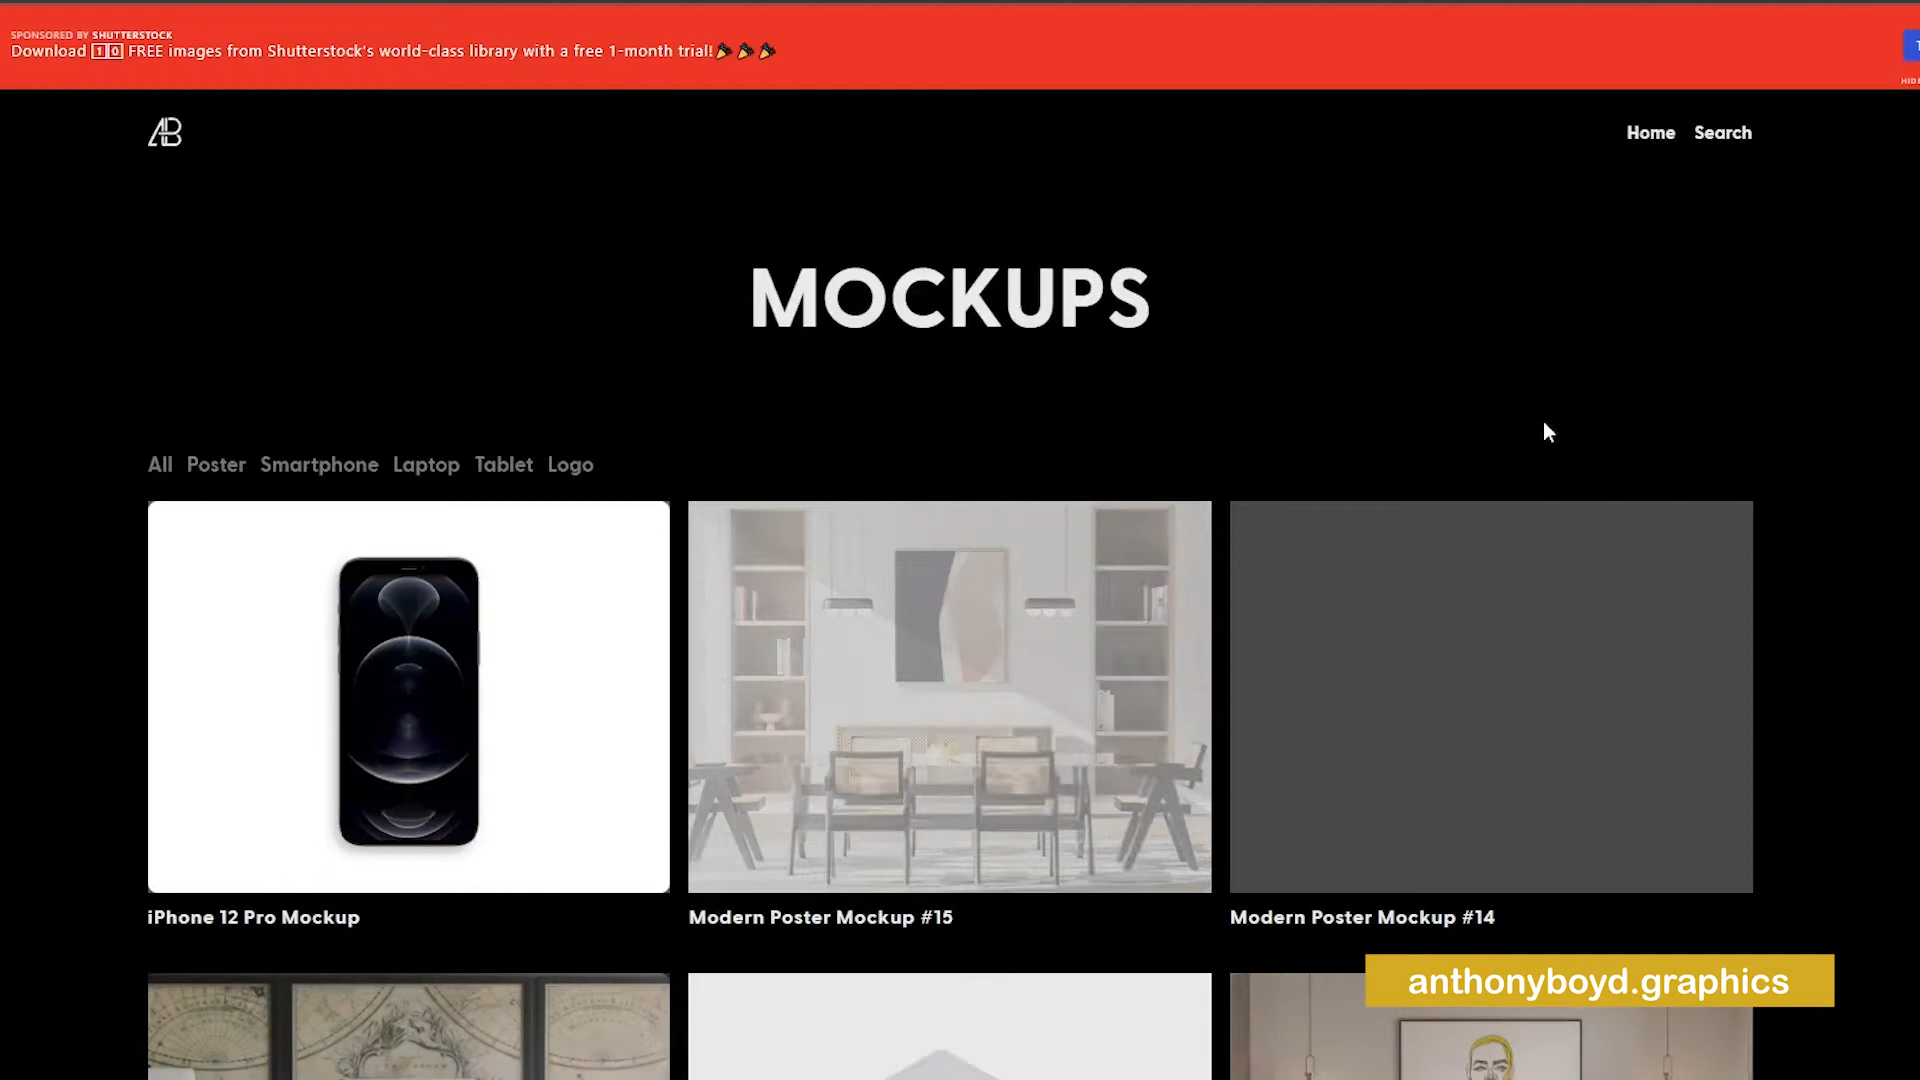 SPONSORED BY SHUTTERSTOCK
Download 10 FREE images from Shutterstock's world-class library with a free 1-month trial!
AB
Home Search
MOCKUPS
All Poster Smartphone Laptop Tablet Logo
iPhone 12 Pro Mockup
Modern Poster Mockup #15
Modern Poster Mockup #14
anthonyboyd.graphics